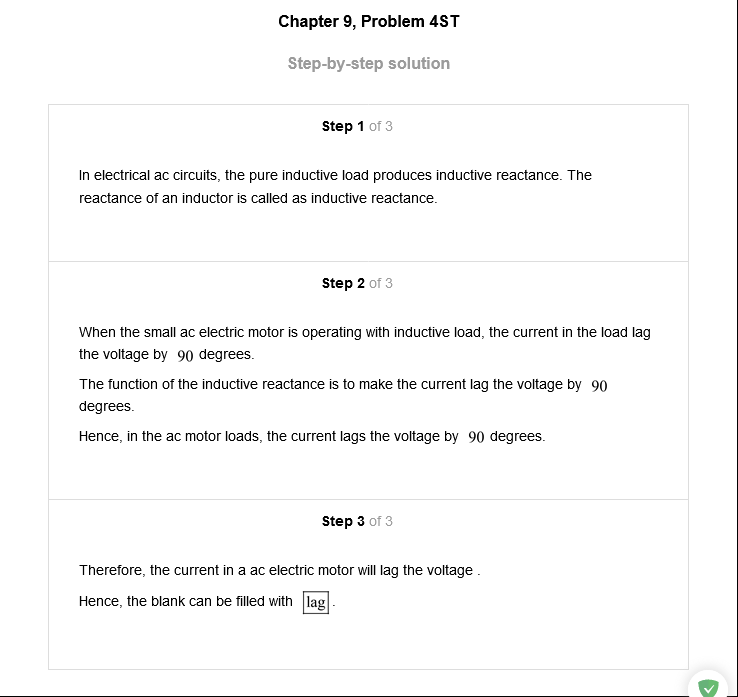 Chapter 9, Problem 4ST
Step-by-step solution
Step 1 of 3
In electrical ac circuits, the pure inductive load produces inductive reactance. The
reactance of an inductor is called as inductive reactance.
Step 2 of 3
When the small ac electric motor is operating with inductive load, the current in the load lag
the voltage by 90 degrees.
The function of the inductive reactance is to make the current lag the voltage by 90
degrees.
Hence, in the ac motor loads, the current lags the voltage by 90 degrees.
Step 3 of 3
Therefore, the current in a ac electric motor will lag the voltage .
Hence, the blank can be filled with lag .